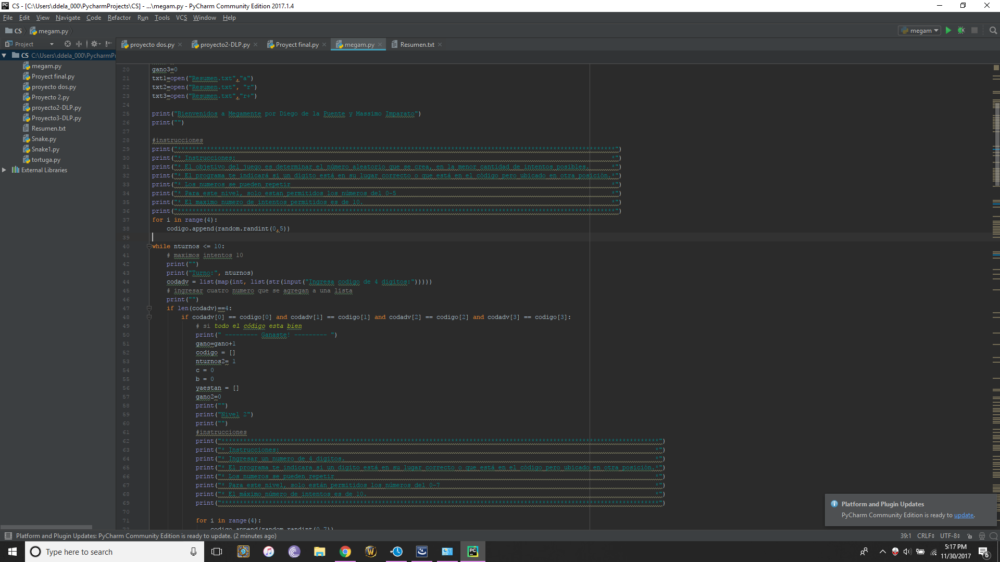 CS - [C:\Users\ddela_000\PycharmProjects\CS] - ...\megam.py - PyCharm Community Edition 2017.1.4
File Edit View Navigate Code Refactor Run Tools VCS Window Help
CS megam.py megam
Project proyecto dos.py proyecto2-DLP.py Proyect final.py megam.py Resumen.txt
CS C:\Users\ddela_000\PycharmPr
megam.py
Proyect final.py
proyecto dos.py
Proyecto 2.py
proyecto2-DLP.py
Proyecto3-DLP.py
Resumen.txt
Snake.py
Snake1.py
tortuga.py
External Libraries
20 gano3=0
21 txt1=open("Resumen.txt","a")
22 txt2=open("Resumen.txt", "r")
23 txt3=open("Resumen.txt","r+")
24
25 print("Bienvenidos a Megamente por Diego de la Puente y Massimo Imparato")
26 print("")
27
28 #instrucciones
29 print("************************************************************************************************************************")
30 print("* Instrucciones: *")
31 print("* El objetivo del juego es determinar el número aleatorio que se crea, en la menor cantidad de intentos posibles. *")
32 print("* El programa te indicará si un dígito está en su lugar correcto o que está en el código pero ubicado en otra posición.*")
33 print("* Los numeros se pueden repetir *")
34 print("* Para este nivel, solo estan permitidos los números del 0-5 *")
35 print("* El maximo numero de intentos permitidos es de 10. *")
36 print("************************************************************************************************************************")
37 for i in range(4):
38 codigo.append(random.randint(0,5))
39
40 while nturnos <= 10:
41 # maximos intentos 10
42 print("")
43 print("Turno:", nturnos)
44 codadv = list(map(int, list(str(input("Ingresa codigo de 4 digitos:")))))
45 # ingresar cuatro numero que se agregan a una lista
46 print("")
47 if len(codadv)==4:
48 if codadv[0] == codigo[0] and codadv[1] == codigo[1] and codadv[2] == codigo[2] and codadv[3] == codigo[3]:
49 # si todo el código esta bien
50 print(" --------- Ganaste! --------- ")
51 gano=gano+1
52 codigo = []
53 nturnos2= 1
54 c = 0
55 b = 0
56 yaestan = []
57 gano2=0
58 print("")
59 print("Nivel 2")
60 print("")
61 #instrucciones
62 print("************************************************************************************************************************")
63 print("* Instrucciones: *")
64 print("* Ingresar un numero de 4 digitos. *")
65 print("* El programa te indicara si un digito está en su lugar correcto o que está en el código pero ubicado en otra posición.*")
66 print("* Los numeros se pueden repetir *")
67 print("* Para este nivel, solo están permitidos los números del 0-7 *")
68 print("* El máximo número de intentos es de 10. *")
69 print("************************************************************************************************************************")
70
71 for i in range(4):
72 codigo.append(random.randint(0,7))
Platform and Plugin Updates
PyCharm Community Edition is ready to update.
Platform and Plugin Updates: PyCharm Community Edition is ready to update. (2 minutes ago) 39:1 CRLF UTF-8
Type here to search
5:17 PM
11/30/2017
6